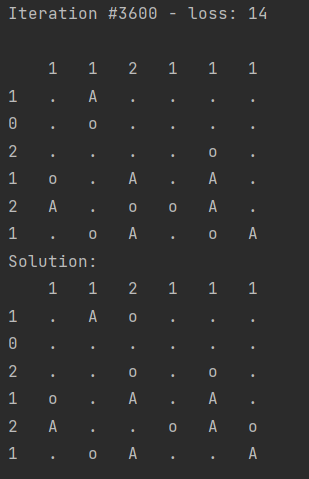 Iteration #3600 - loss: 14
1 1 2 1 1 1
1 . A . . . .
0 . o . . . .
2 . . . . o .
1 o . A . A .
2 A . o o A .
1 . o A . o A
Solution:
1 1 2 1 1 1
1 . A o . . .
0 . . . . . .
2 . . o . o .
1 o . A . A .
2 A . . o A o
1 . o A . . A